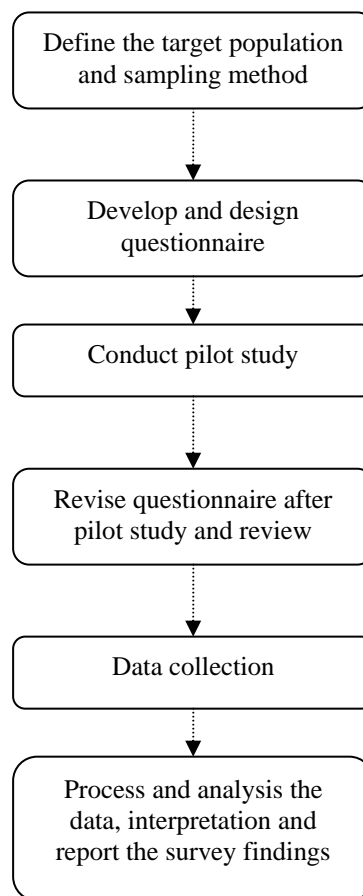 Define the target population
and sampling method
Develop and design
questionnaire
Conduct pilot study
Revise questionnaire after
pilot study and review
Data collection
Process and analysis the
data, interpretation and
report the survey findings